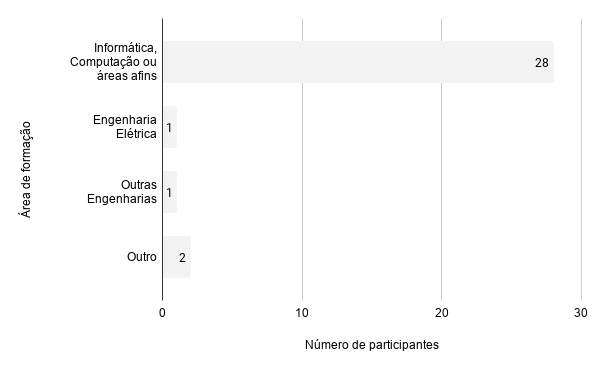 Informática,
Computação ou
áreas afins
28
Engenharia
Elétrica
1
Outras
Engenharias
1
Outro
2
Área de formação
0
10
20
30
Número de participantes